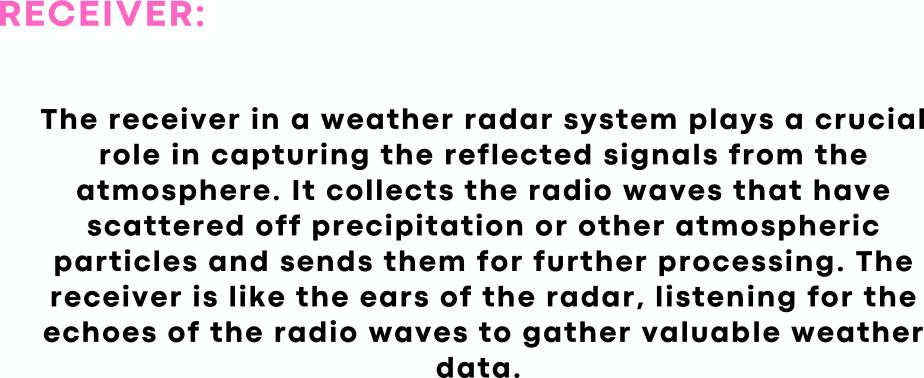 RECEIVER:
The receiver in a weather radar system plays a crucial
role in capturing the reflected signals from the
atmosphere. It collects the radio waves that have
scattered off precipitation or other atmospheric
particles and sends them for further processing. The
receiver is like the ears of the radar, listening for the
echoes of the radio waves to gather valuable weather
data.